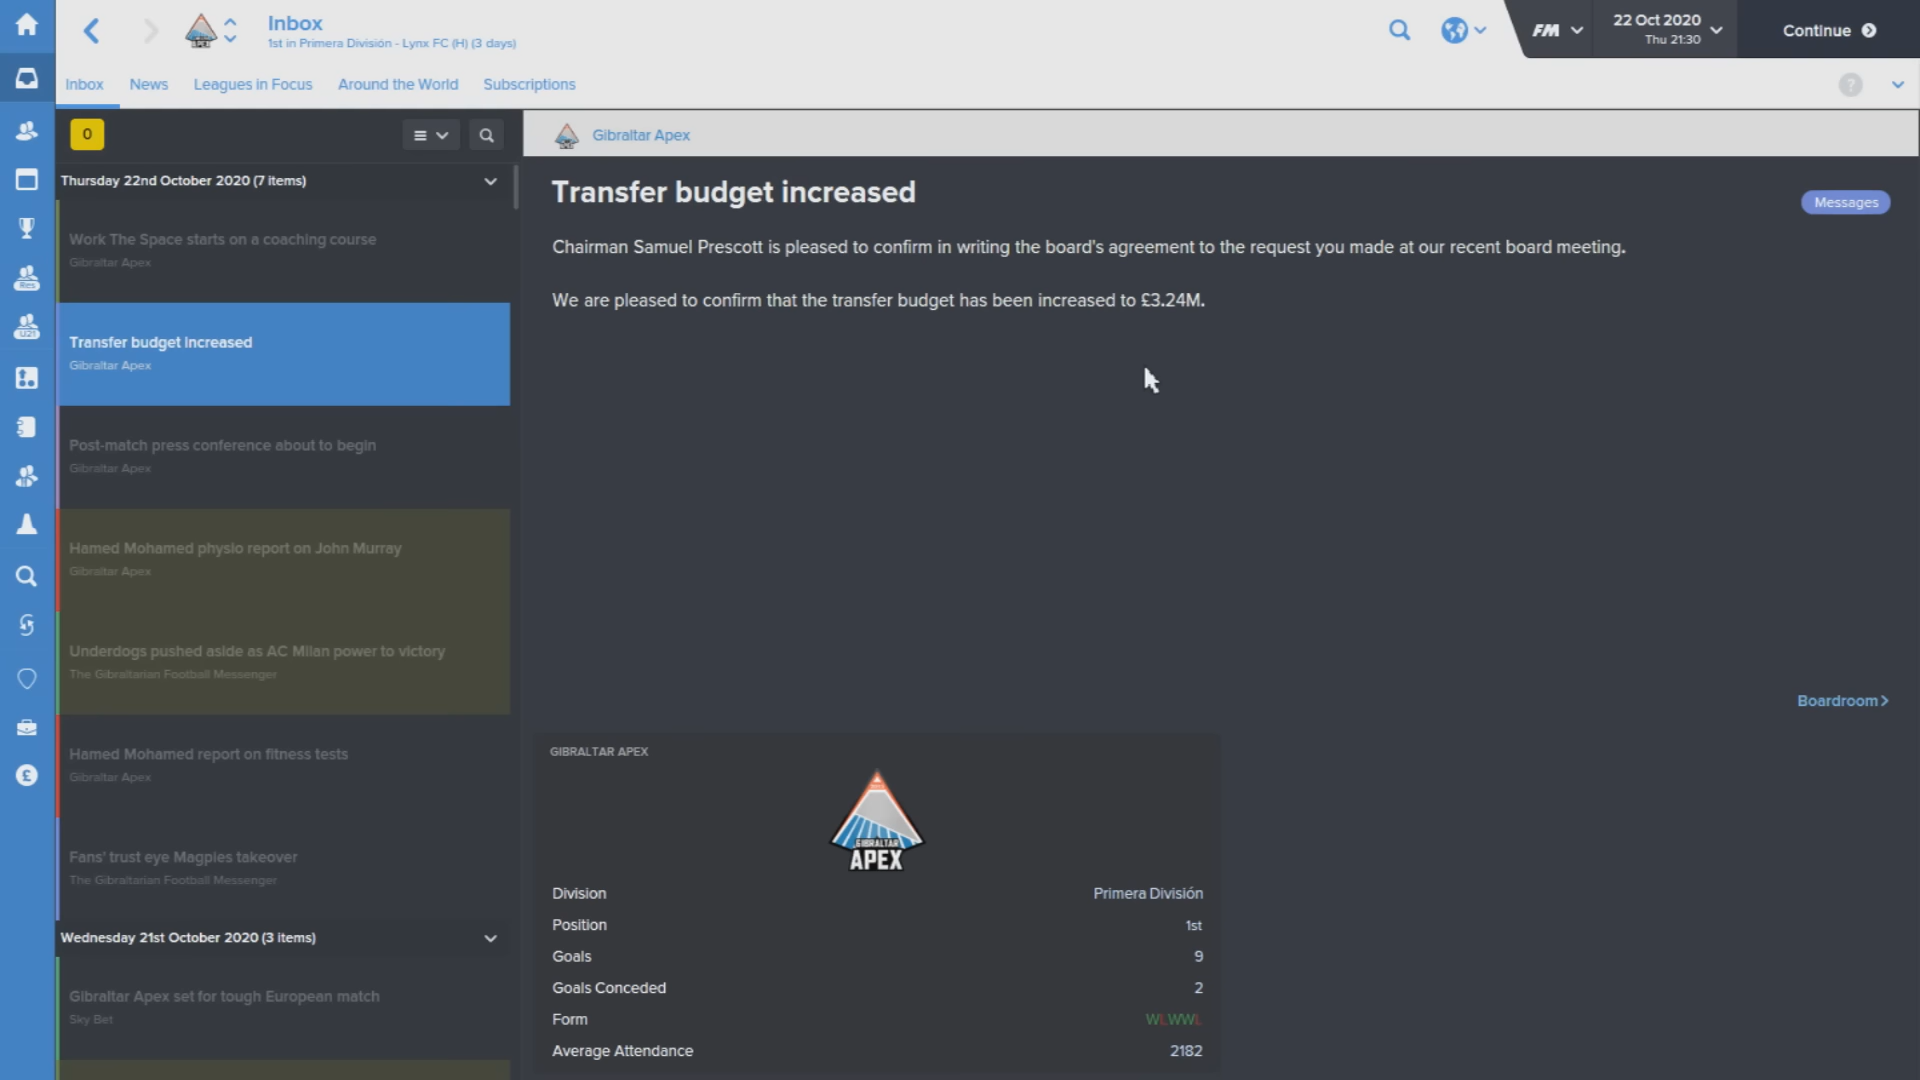 Inbox
1st in Primera División - Lynx FC (H) (3 days)
FM
22 Oct 2020
Thu 21:30
Continue
Inbox
News
Leagues in Focus
Around the World
Subscriptions
?
0
Gibraltar Apex
Thursday 22nd October 2020 (7 items)
Work The Space starts on a coaching course
Gibraltar Apex
Transfer budget increased
Gibraltar Apex
Post-match press conference about to begin
Gibraltar Apex
Hamed Mohamed physio report on John Murray
Gibraltar Apex
Underdogs pushed aside as AC Milan power to victory
The Gibraltarian Football Messenger
Hamed Mohamed report on fitness tests
Gibraltar Apex
Fans' trust eye Magpies takeover
The Gibraltarian Football Messenger
Wednesday 21st October 2020 (3 items)
Gibraltar Apex set for tough European match
Sky Bet
Res
U21
£
Transfer budget increased
Messages
Chairman Samuel Prescott is pleased to confirm in writing the board's agreement to the request you made at our recent board meeting.
We are pleased to confirm that the transfer budget has been increased to £3.24M.
Boardroom>
GIBRALTAR APEX
GIBRALTAR
APEX
Division Primera División
Position 1st
Goals 9
Goals Conceded 2
Form WLWWL
Average Attendance 2182